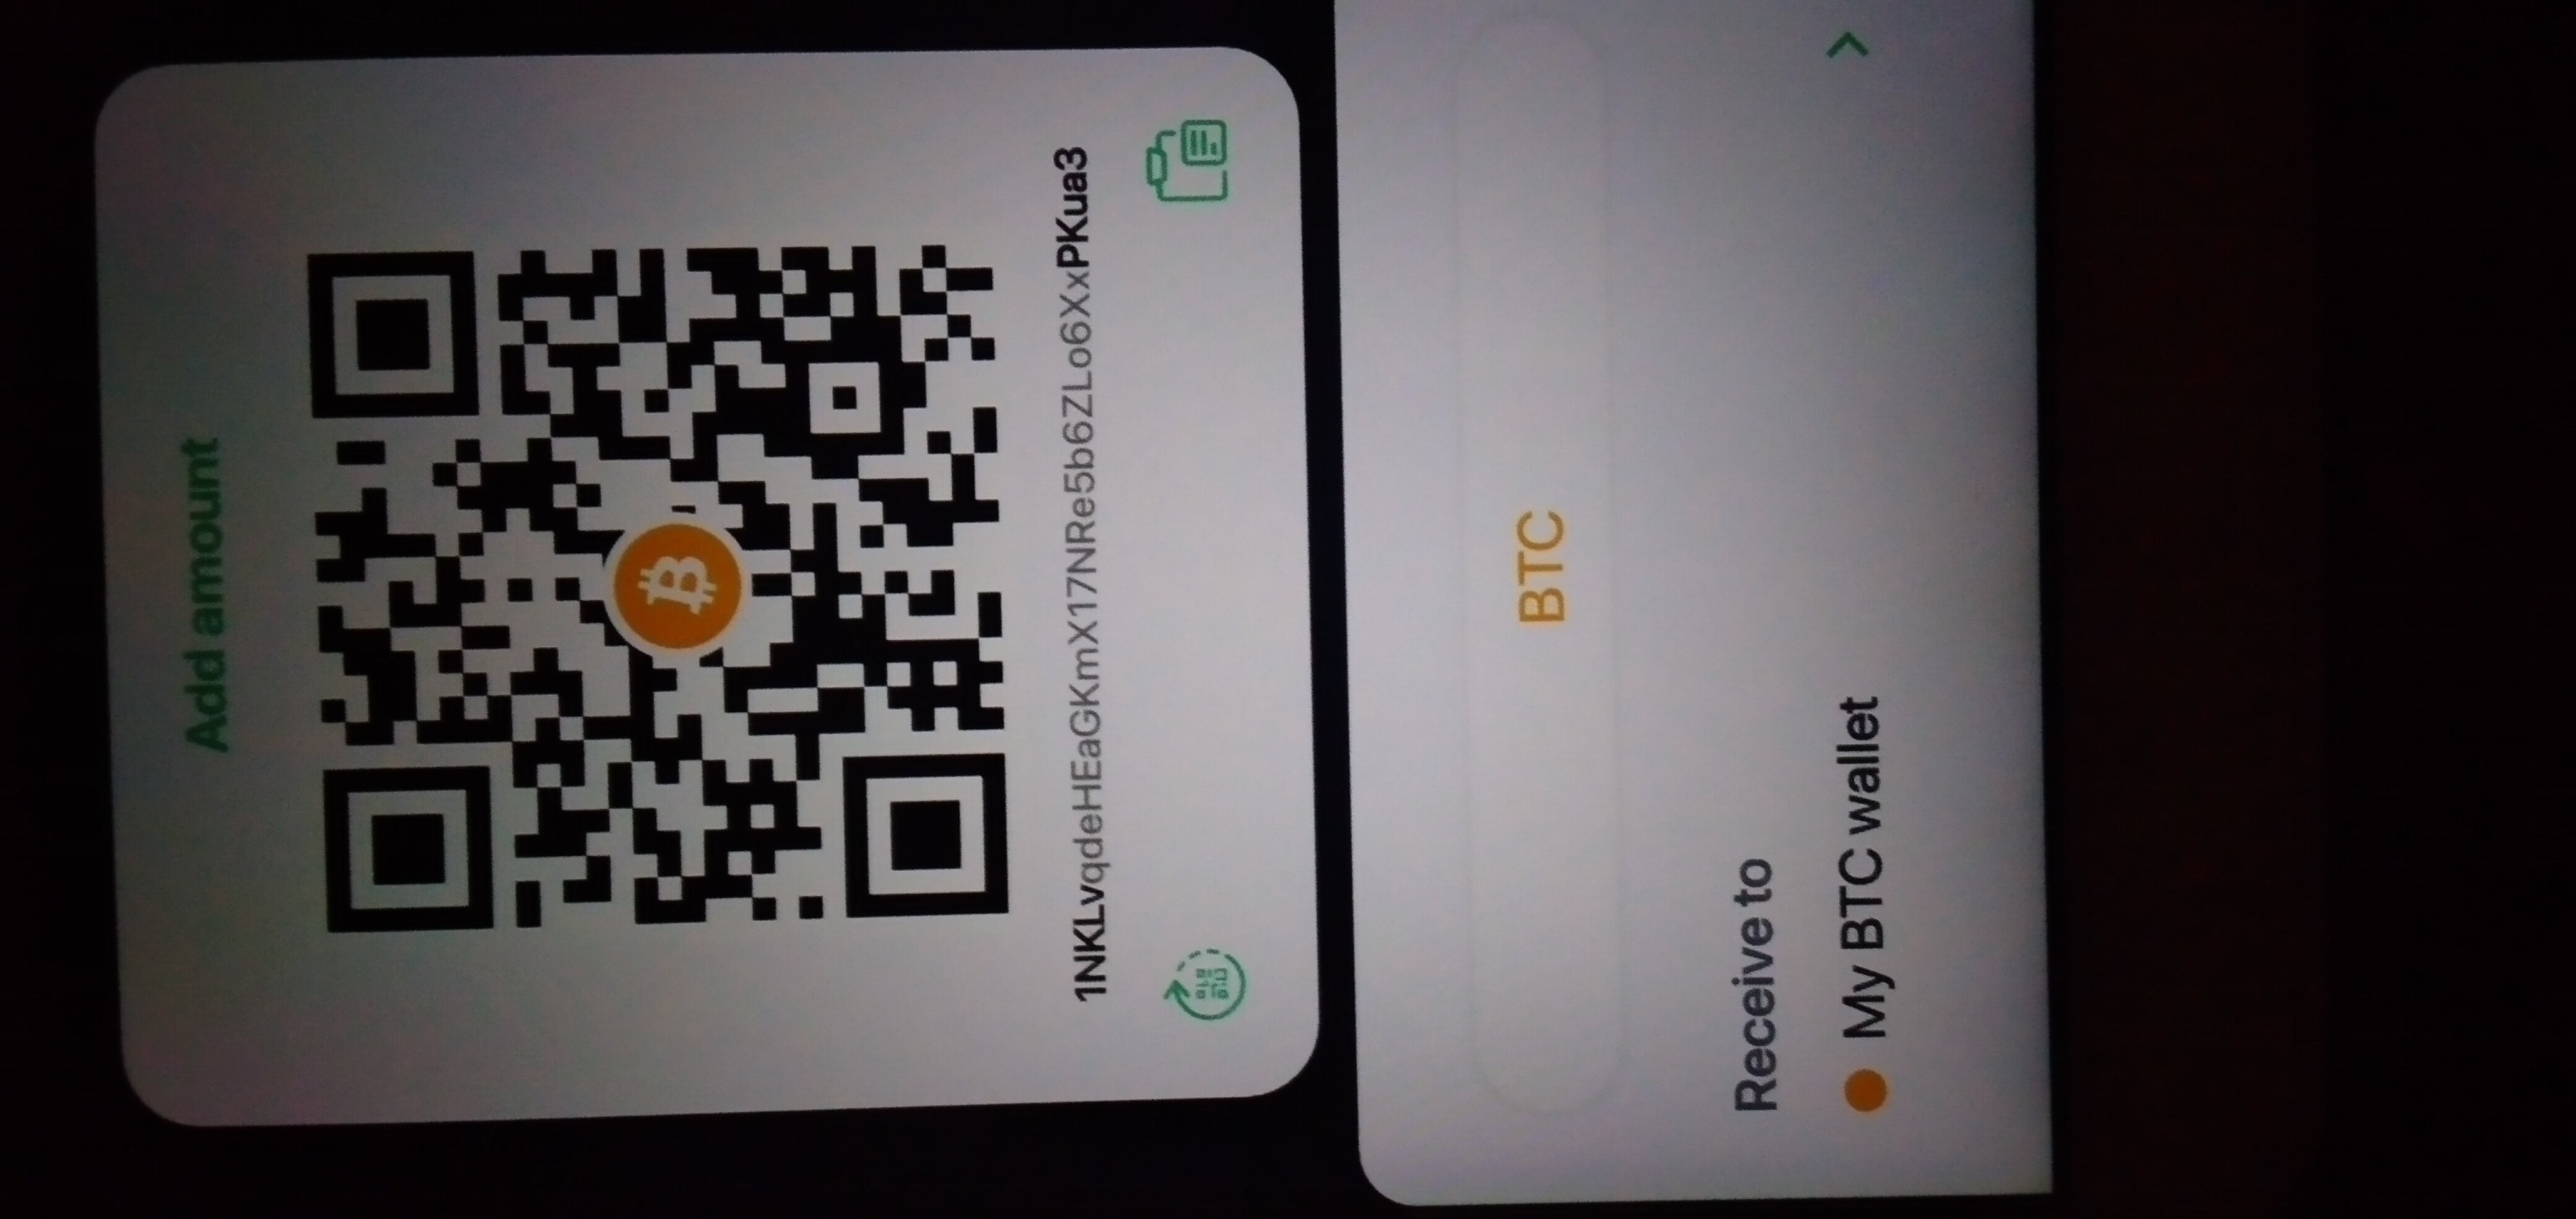 Add amount
1NKLvqdeHEaGKmX17NRe5b6ZLo6XxPKua3
BTC
Receive to
My BTC wallet